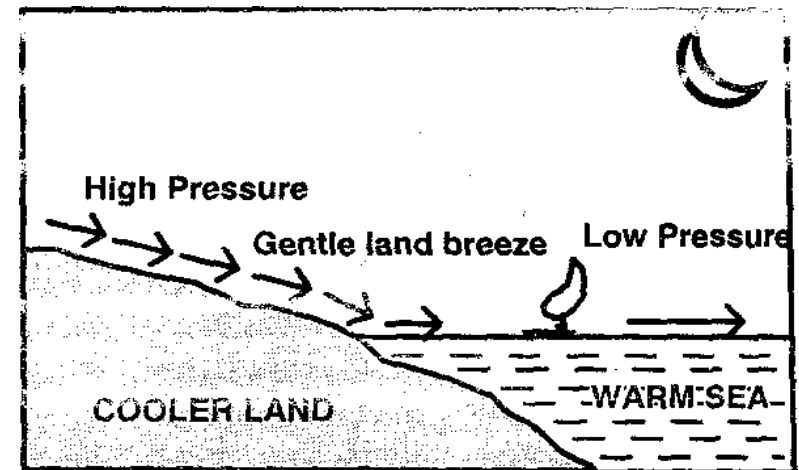 High Pressure
Gentle land breeze
Low Pressure
COOLER LAND
WARM SEA